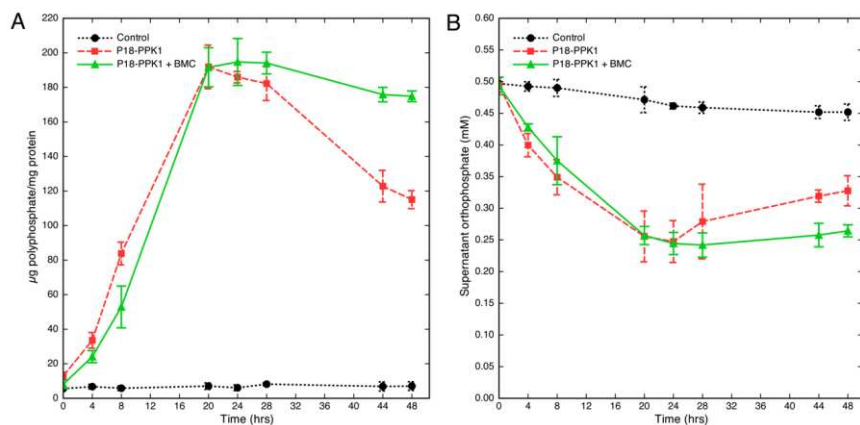 A
Control
P18-PPK1
P18-PPK1 + BMC
220
200
180
160
140
120
100
80
60
40
20
0
µg polyphosphate/mg protein
0 4 8 12 16 20 24 28 32 36 40 44 48
Time (hrs)
B
Control
P18-PPK1
P18-PPK1 + BMC
0.60
0.55
0.50
0.45
0.40
0.35
0.30
0.25
0.20
0.15
0.10
0.05
0.00
Supernatant orthophosphate (mM)
0 4 8 12 16 20 24 28 32 36 40 44 48
Time (hrs)